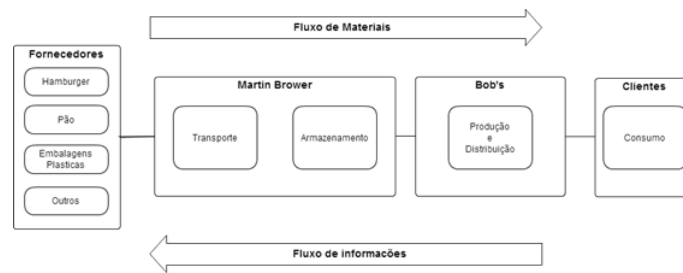 Fluxo de Materiais
Fornecedores
Hamburger
Pão
Embalagens
Plasticas
Outros
Martin Brower
Transporte
Armazenamento
Bob's
Produção
e
Distribuição
Clientes
Consumo
Fluxo de informacões